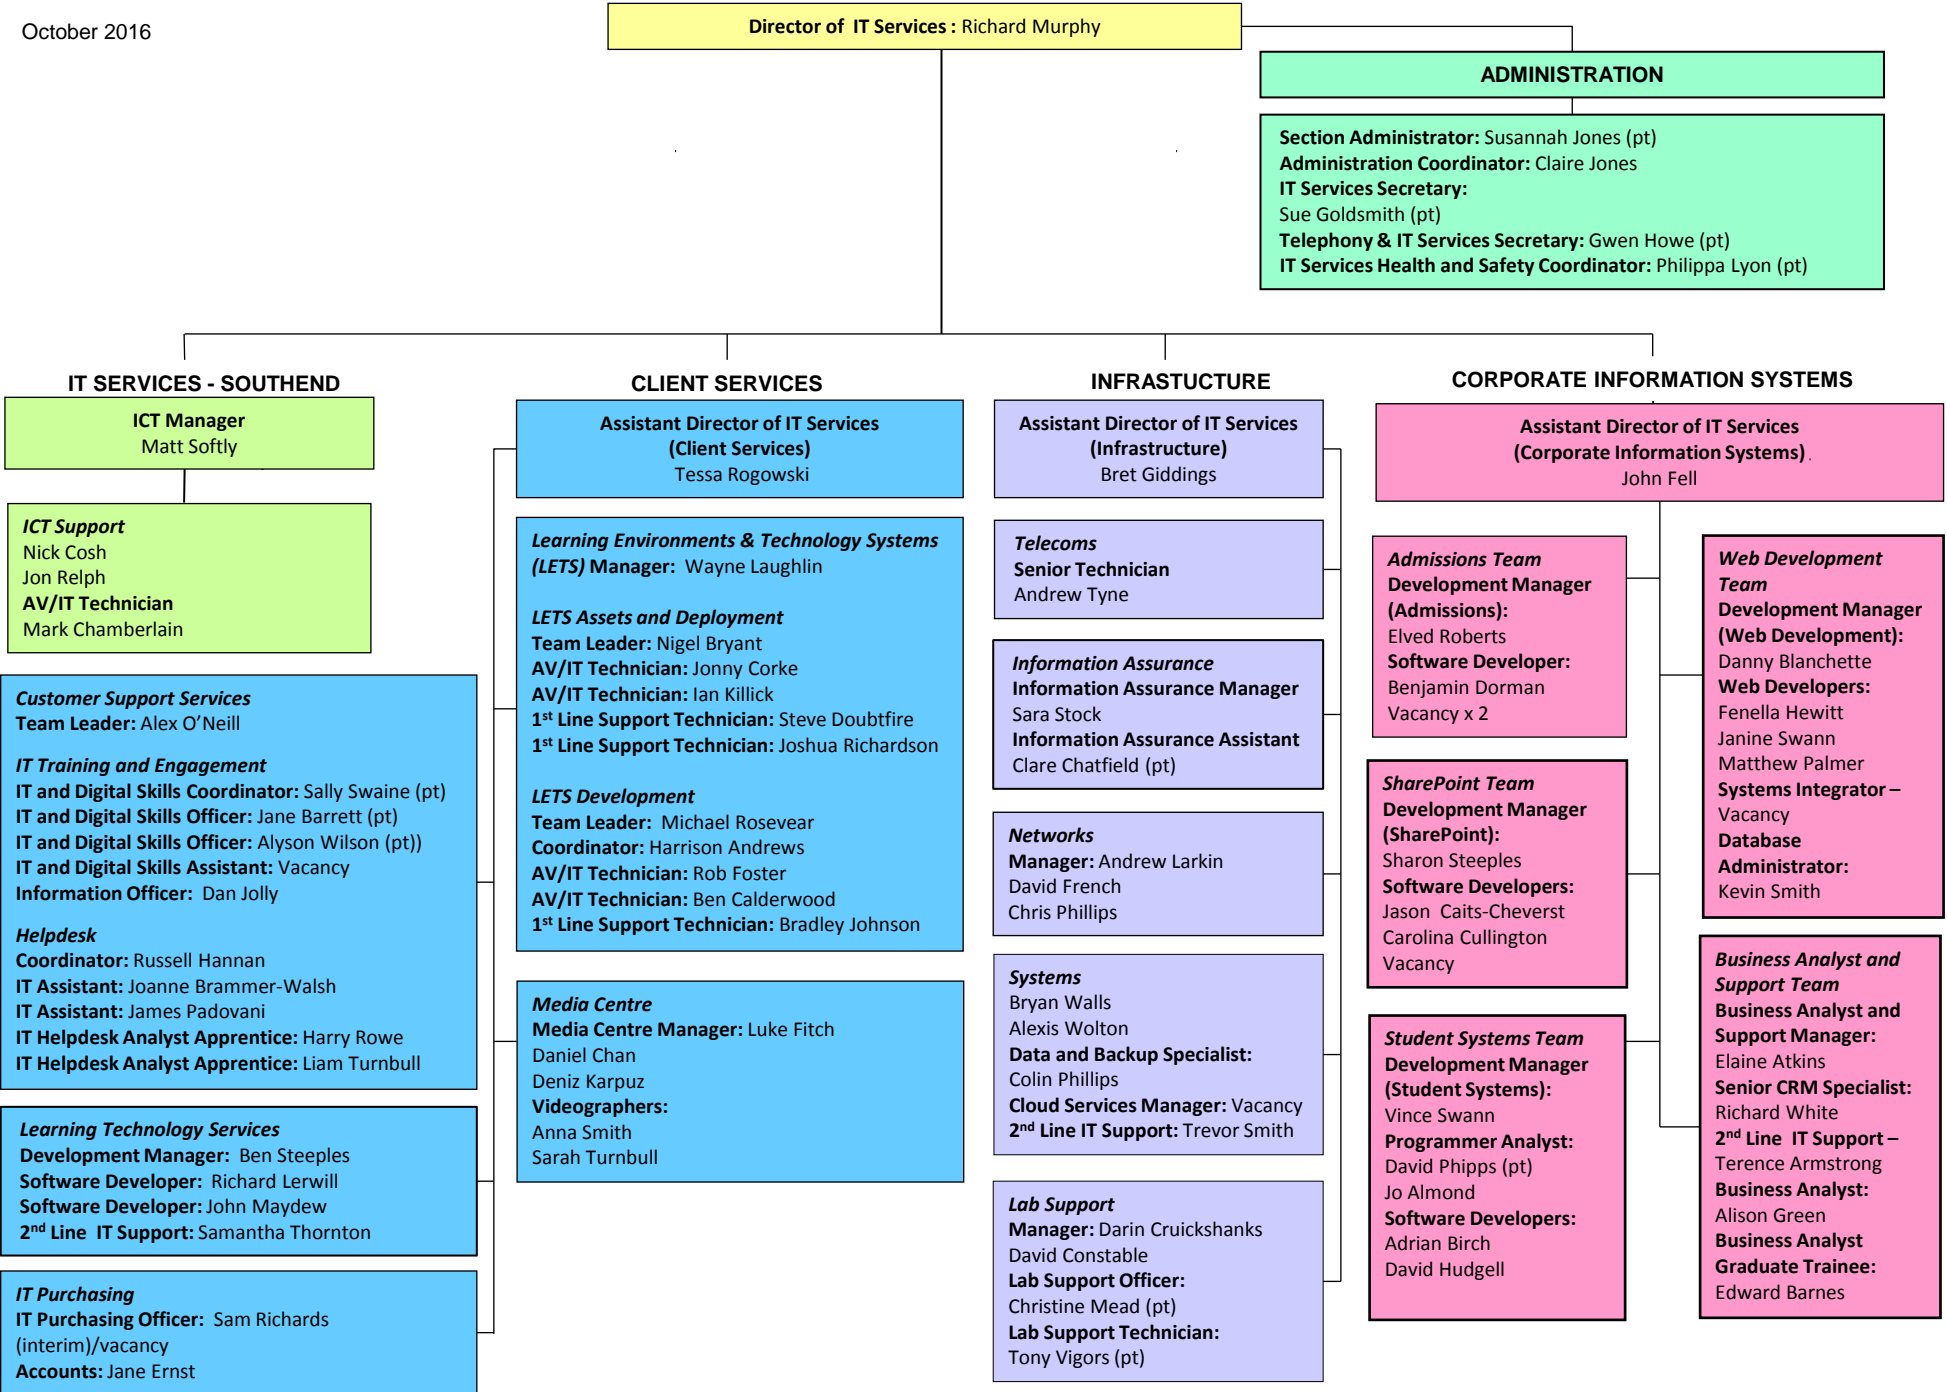 October 2016
Director of IT Services : Richard Murphy
ADMINISTRATION
Section Administrator: Susannah Jones (pt)
Administration Coordinator: Claire Jones
IT Services Secretary:
Sue Goldsmith (pt)
Telephony & IT Services Secretary: Gwen Howe (pt)
IT Services Health and Safety Coordinator: Philippa Lyon (pt)
IT SERVICES - SOUTHEND
ICT Manager
Matt Softly
ICT Support
Nick Cosh
Jon Relph
AV/IT Technician
Mark Chamberlain
CLIENT SERVICES
Assistant Director of IT Services
(Client Services)
Tessa Rogowski
Customer Support Services
Team Leader: Alex O’Neill
IT Training and Engagement
IT and Digital Skills Coordinator: Sally Swaine (pt)
IT and Digital Skills Officer: Jane Barrett (pt)
IT and Digital Skills Officer: Alyson Wilson (pt))
IT and Digital Skills Assistant: Vacancy
Information Officer: Dan Jolly
Helpdesk
Coordinator: Russell Hannan
IT Assistant: Joanne Brammer-Walsh
IT Assistant: James Padovani
IT Helpdesk Analyst Apprentice: Harry Rowe
IT Helpdesk Analyst Apprentice: Liam Turnbull
Learning Technology Services
Development Manager: Ben Steeples
Software Developer: Richard Lerwill
Software Developer: John Maydew
2nd Line IT Support: Samantha Thornton
IT Purchasing
IT Purchasing Officer: Sam Richards
(interim)/vacancy
Accounts: Jane Ernst
Learning Environments & Technology Systems
(LETS) Manager: Wayne Laughlin
LETS Assets and Deployment
Team Leader: Nigel Bryant
AV/IT Technician: Jonny Corke
AV/IT Technician: Ian Killick
1st Line Support Technician: Steve Doubtfire
1st Line Support Technician: Joshua Richardson
LETS Development
Team Leader: Michael Rosevear
Coordinator: Harrison Andrews
AV/IT Technician: Rob Foster
AV/IT Technician: Ben Calderwood
1st Line Support Technician: Bradley Johnson
Media Centre
Media Centre Manager: Luke Fitch
Daniel Chan
Deniz Karpuz
Videographers:
Anna Smith
Sarah Turnbull
INFRASTUCTURE
Assistant Director of IT Services
(Infrastructure)
Bret Giddings
Telecoms
Senior Technician
Andrew Tyne
Information Assurance
Information Assurance Manager
Sara Stock
Information Assurance Assistant
Clare Chatfield (pt)
Networks
Manager: Andrew Larkin
David French
Chris Phillips
Systems
Bryan Walls
Alexis Wolton
Data and Backup Specialist:
Colin Phillips
Cloud Services Manager: Vacancy
2nd Line IT Support: Trevor Smith
Lab Support
Manager: Darin Cruickshanks
David Constable
Lab Support Officer:
Christine Mead (pt)
Lab Support Technician:
Tony Vigors (pt)
CORPORATE INFORMATION SYSTEMS
Assistant Director of IT Services
(Corporate Information Systems)
John Fell
Admissions Team
Development Manager
(Admissions):
Elved Roberts
Software Developer:
Benjamin Dorman
Vacancy x 2
SharePoint Team
Development Manager
(SharePoint):
Sharon Steeples
Software Developers:
Jason Caits-Cheverst
Carolina Cullington
Vacancy
Student Systems Team
Development Manager
(Student Systems):
Vince Swann
Programmer Analyst:
David Phipps (pt)
Jo Almond
Software Developers:
Adrian Birch
David Hudgell
Web Development
Team
Development Manager
(Web Development):
Danny Blanchette
Web Developers:
Fenella Hewitt
Janine Swann
Matthew Palmer
Systems Integrator –
Vacancy
Database
Administrator:
Kevin Smith
Business Analyst and
Support Team
Business Analyst and
Support Manager:
Elaine Atkins
Senior CRM Specialist:
Richard White
2nd Line IT Support –
Terence Armstrong
Business Analyst:
Alison Green
Business Analyst
Graduate Trainee:
Edward Barnes